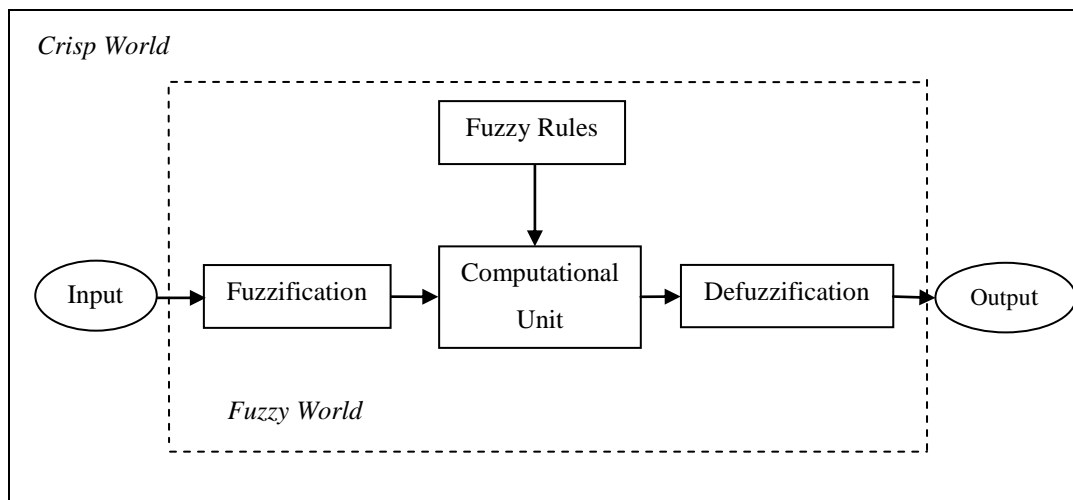 Crisp World
Fuzzy Rules
Input
Fuzzification
Computational
Unit
Defuzzification
Output
Fuzzy World